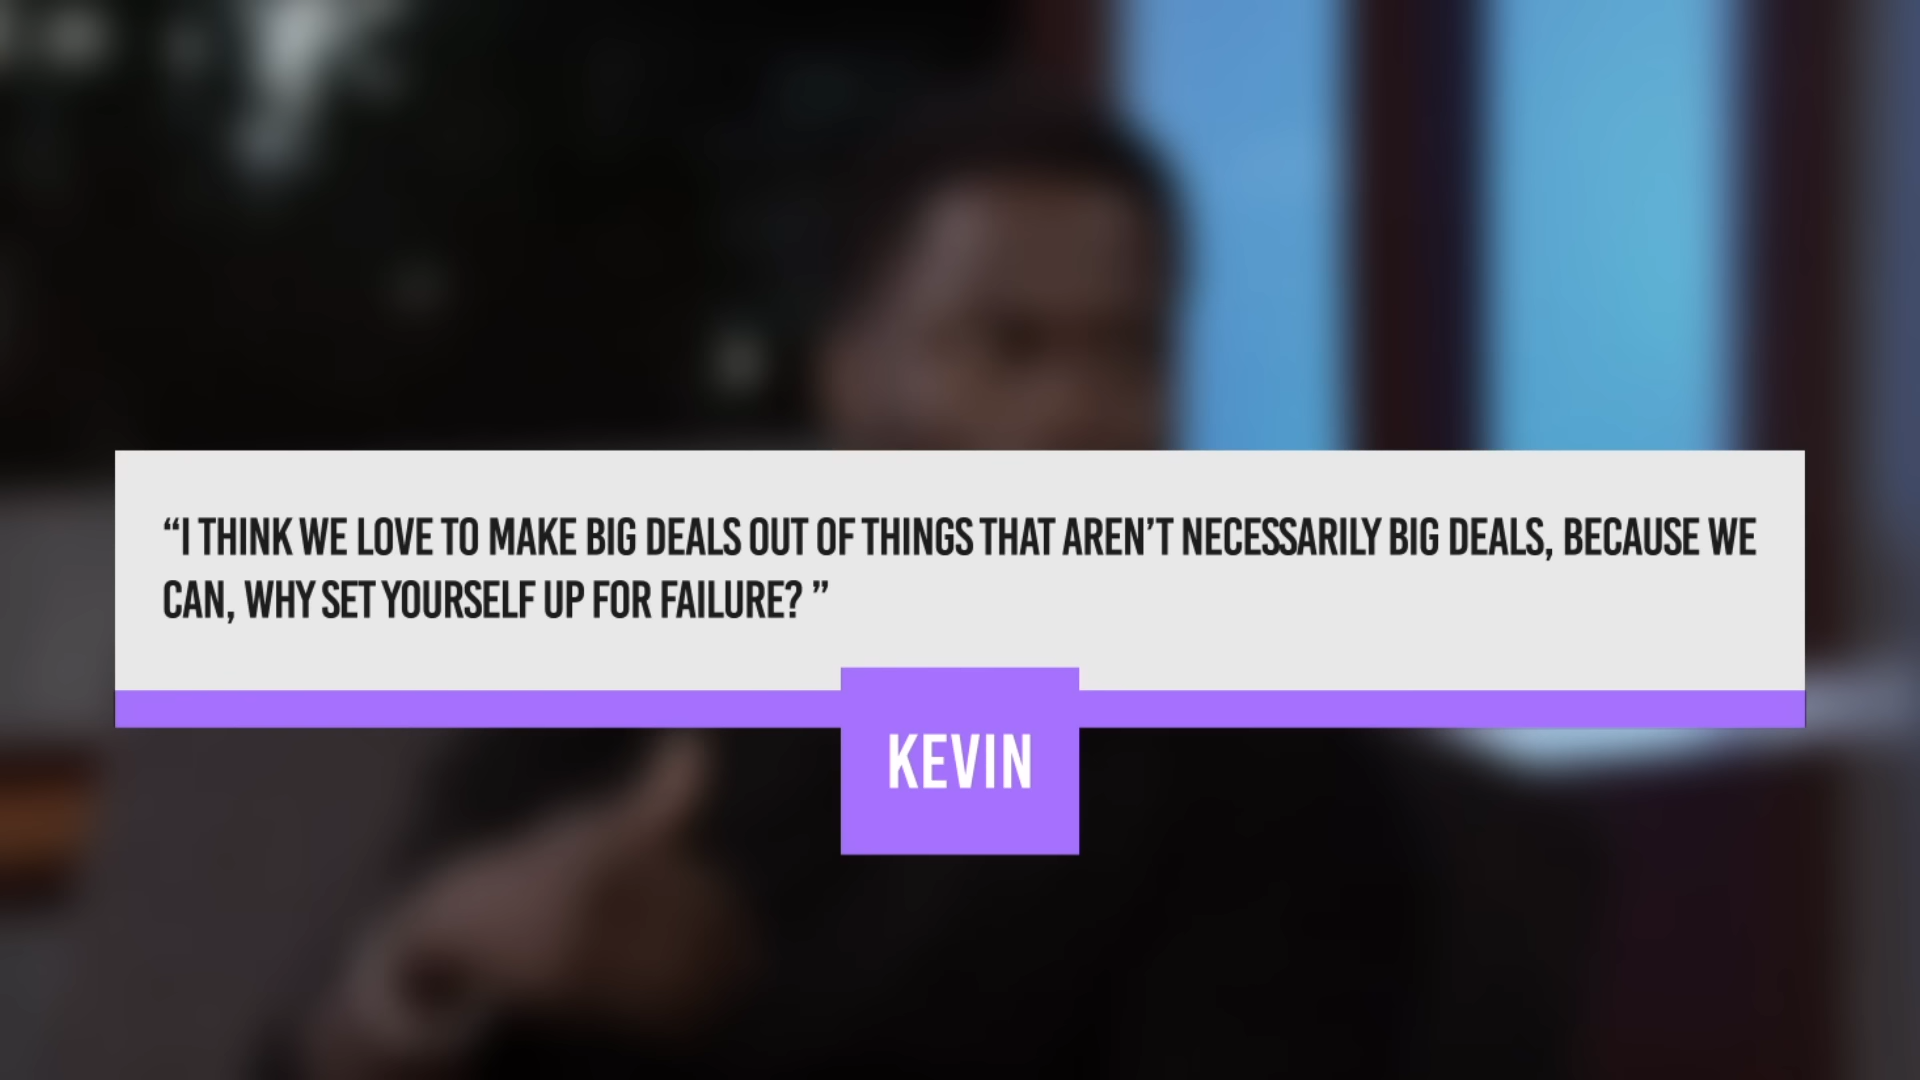 “I THINK WE LOVE TO MAKE BIG DEALS OUT OF THINGS THAT AREN’T NECESSARILY BIG DEALS, BECAUSE WE
CAN, WHY SET YOURSELF UP FOR FAILURE? ”
KEVIN